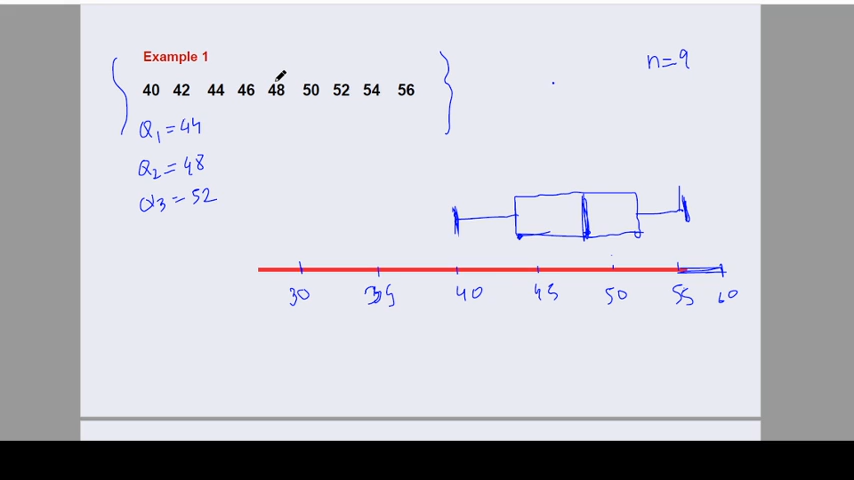 Example 1
n=9
40 42 44 46 48 50 52 54 56
Q1 = 44
Q2 = 48
Q3 = 52
30 35 40 45 50 55 60